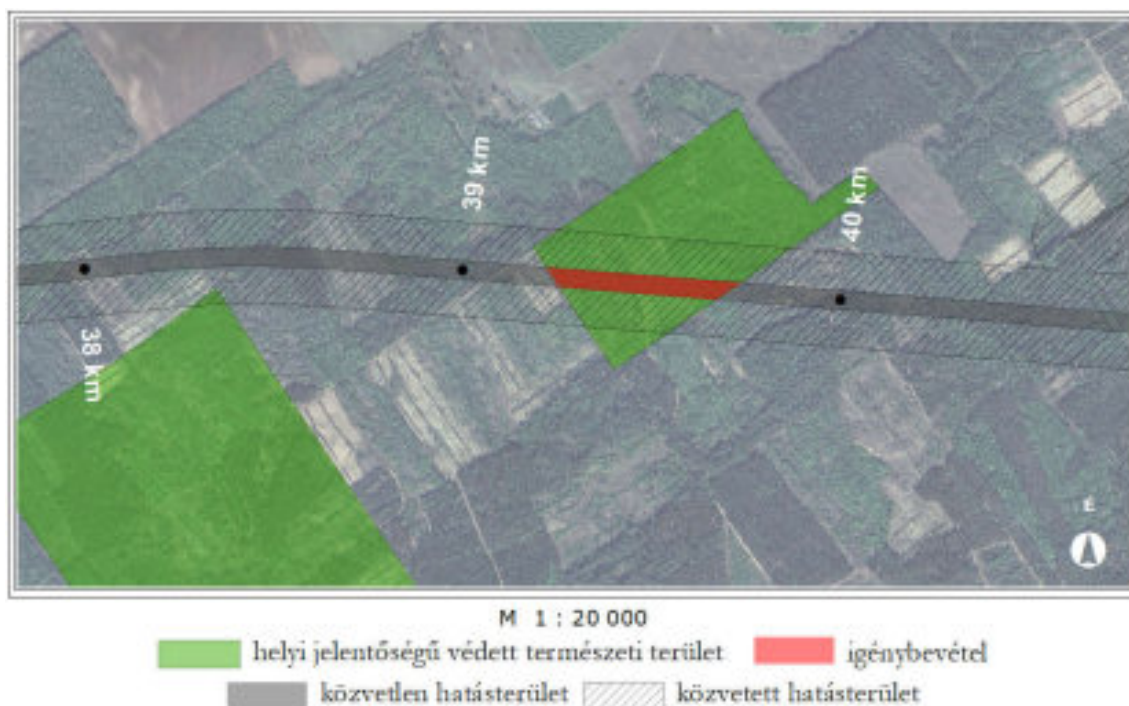 39 km
40 km
38 km
É
M 1 : 20 000
helyi jelentőségű védett természeti terület
igénybevétel
közvetlen hatásterület
közvetett hatásterület